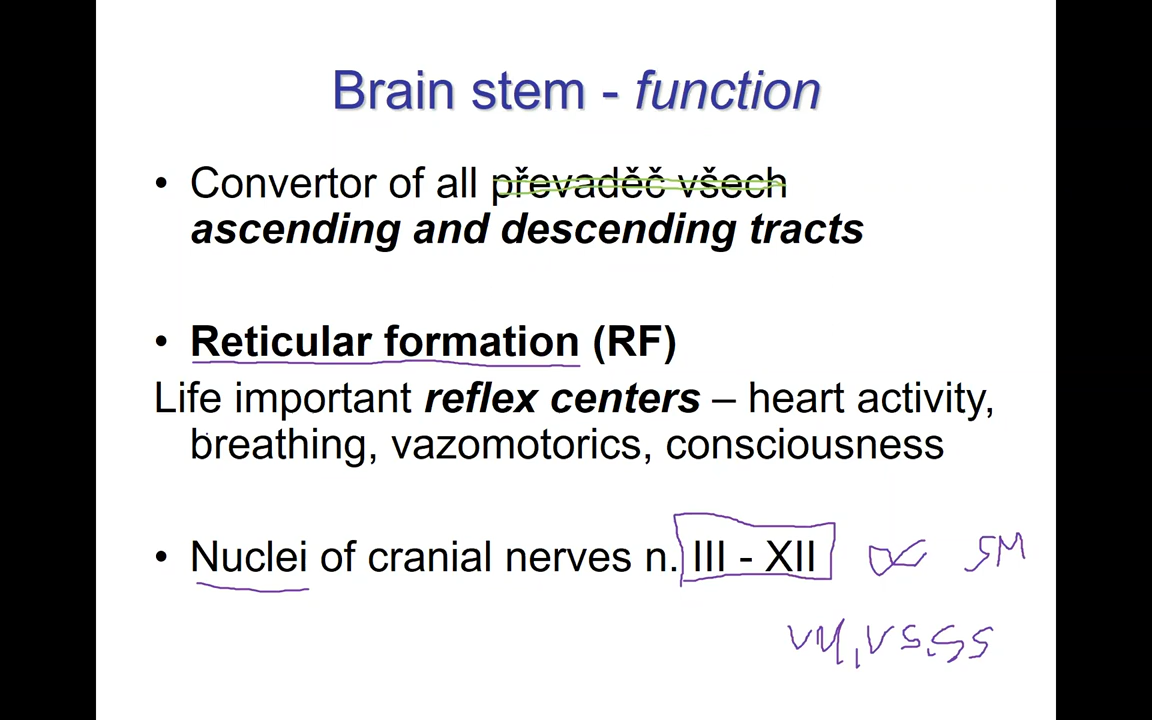 Brain stem - function
• Convertor of all převaděč všech
ascending and descending tracts
• Reticular formation (RF)
Life important reflex centers – heart activity,
breathing, vazomotorics, consciousness
• Nuclei of cranial nerves n. III - XII SM
VM, VS, SS